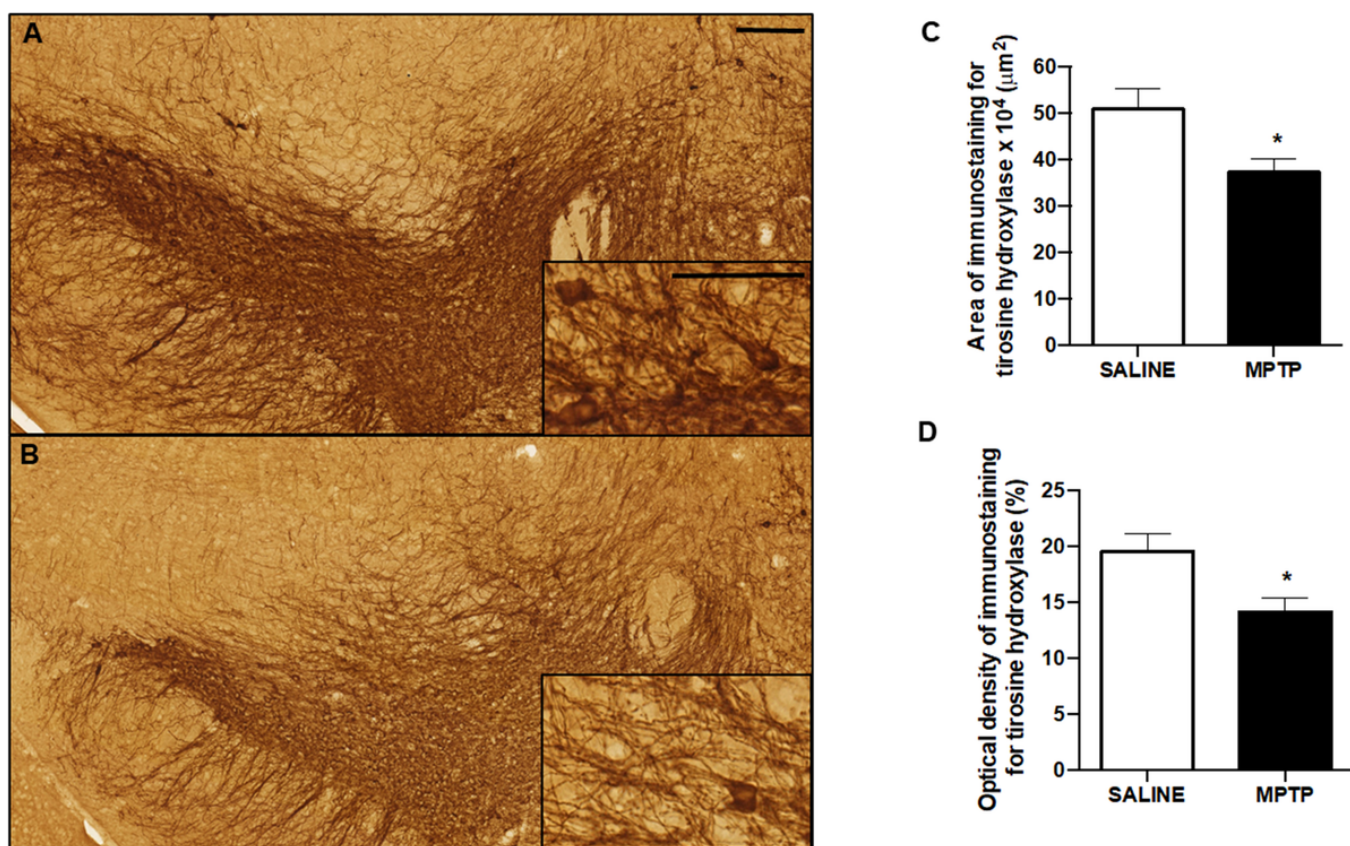 A
B
C
Area of immunostaining for
tirosine hydroxylase x 10⁴ (µm²)
60
50
40
30
20
10
0
*
SALINE MPTP
D
Optical density of immunostaining
for tirosine hydroxylase (%)
25
20
15
10
5
0
*
SALINE MPTP